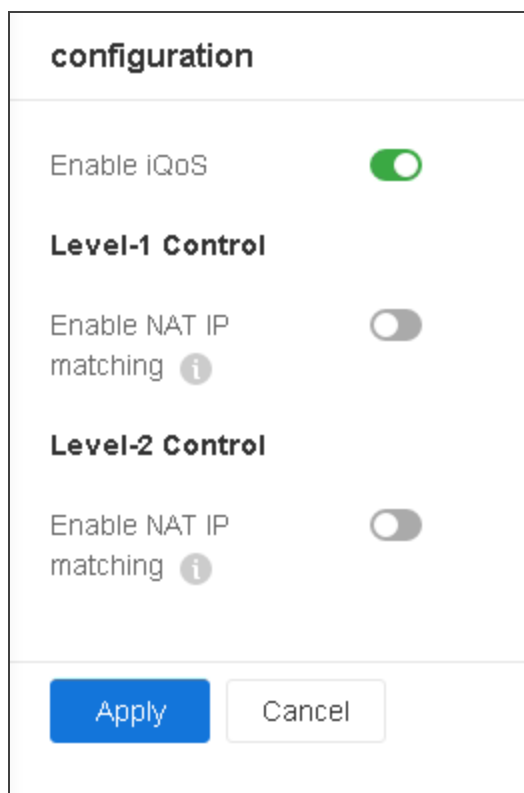 configuration
Enable iQoS
Level-1 Control
Enable NAT IP
matching i
Level-2 Control
Enable NAT IP
matching i
Apply Cancel